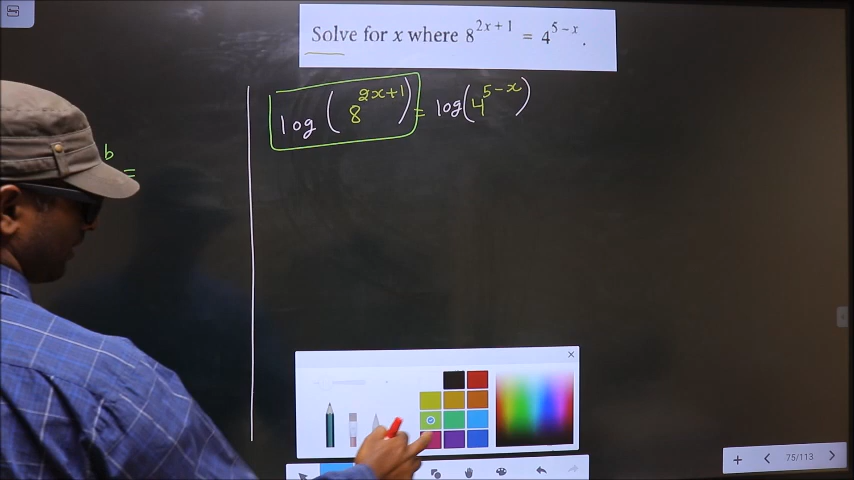 Solve for x where 8^{2x + 1} = 4^{5 - x}.
log(8^{2x+1}) = log(4^{5-x})
b =
75/113